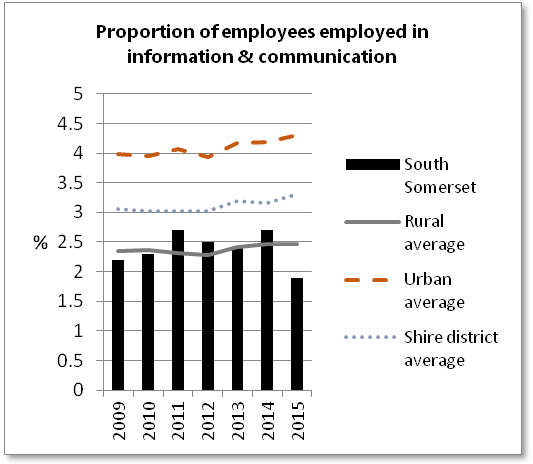 Proportion of employees employed in
information & communication
5
4.5
4
3.5
3
2.5
2
1.5
1
0.5
0
%
2009
2010
2011
2012
2013
2014
2015
South
Somerset
Rural
average
Urban
average
Shire district
average